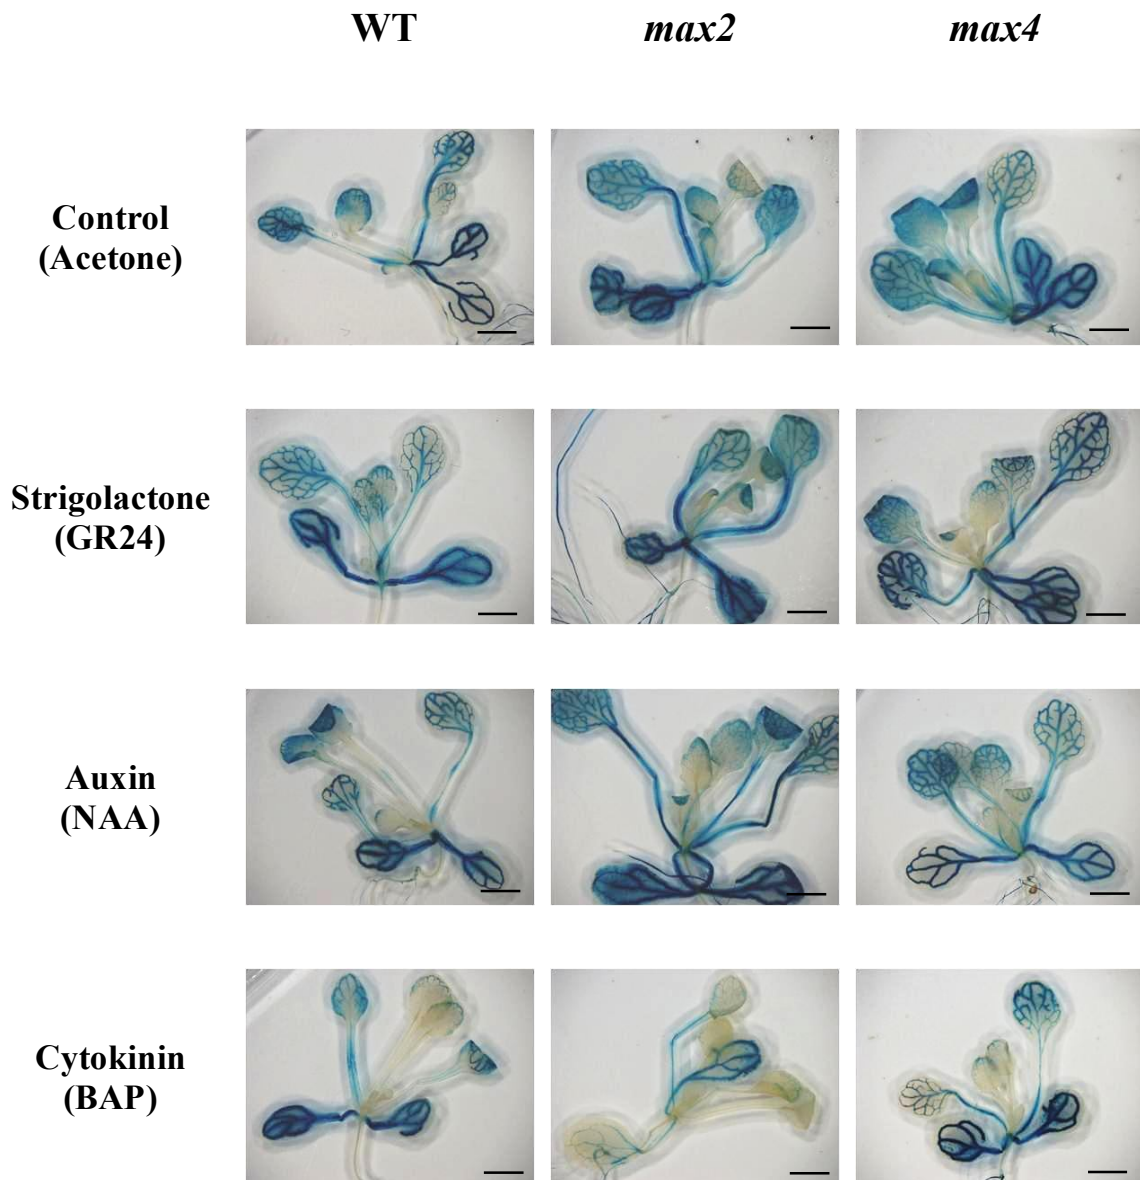 WT max2 max4
Control
(Acetone)
Strigolactone
(GR24)
Auxin
(NAA)
Cytokinin
(BAP)